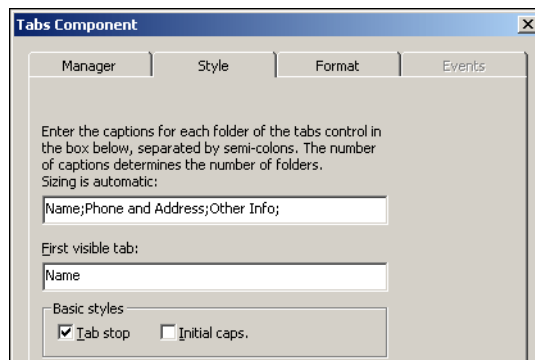 Tabs Component
Manager Style Format Events
Enter the captions for each folder of the tabs control in
the box below, separated by semi-colons. The number
of captions determines the number of folders.
Sizing is automatic:
Name;Phone and Address;Other Info;
First visible tab:
Name
Basic styles
Tab stop Initial caps.